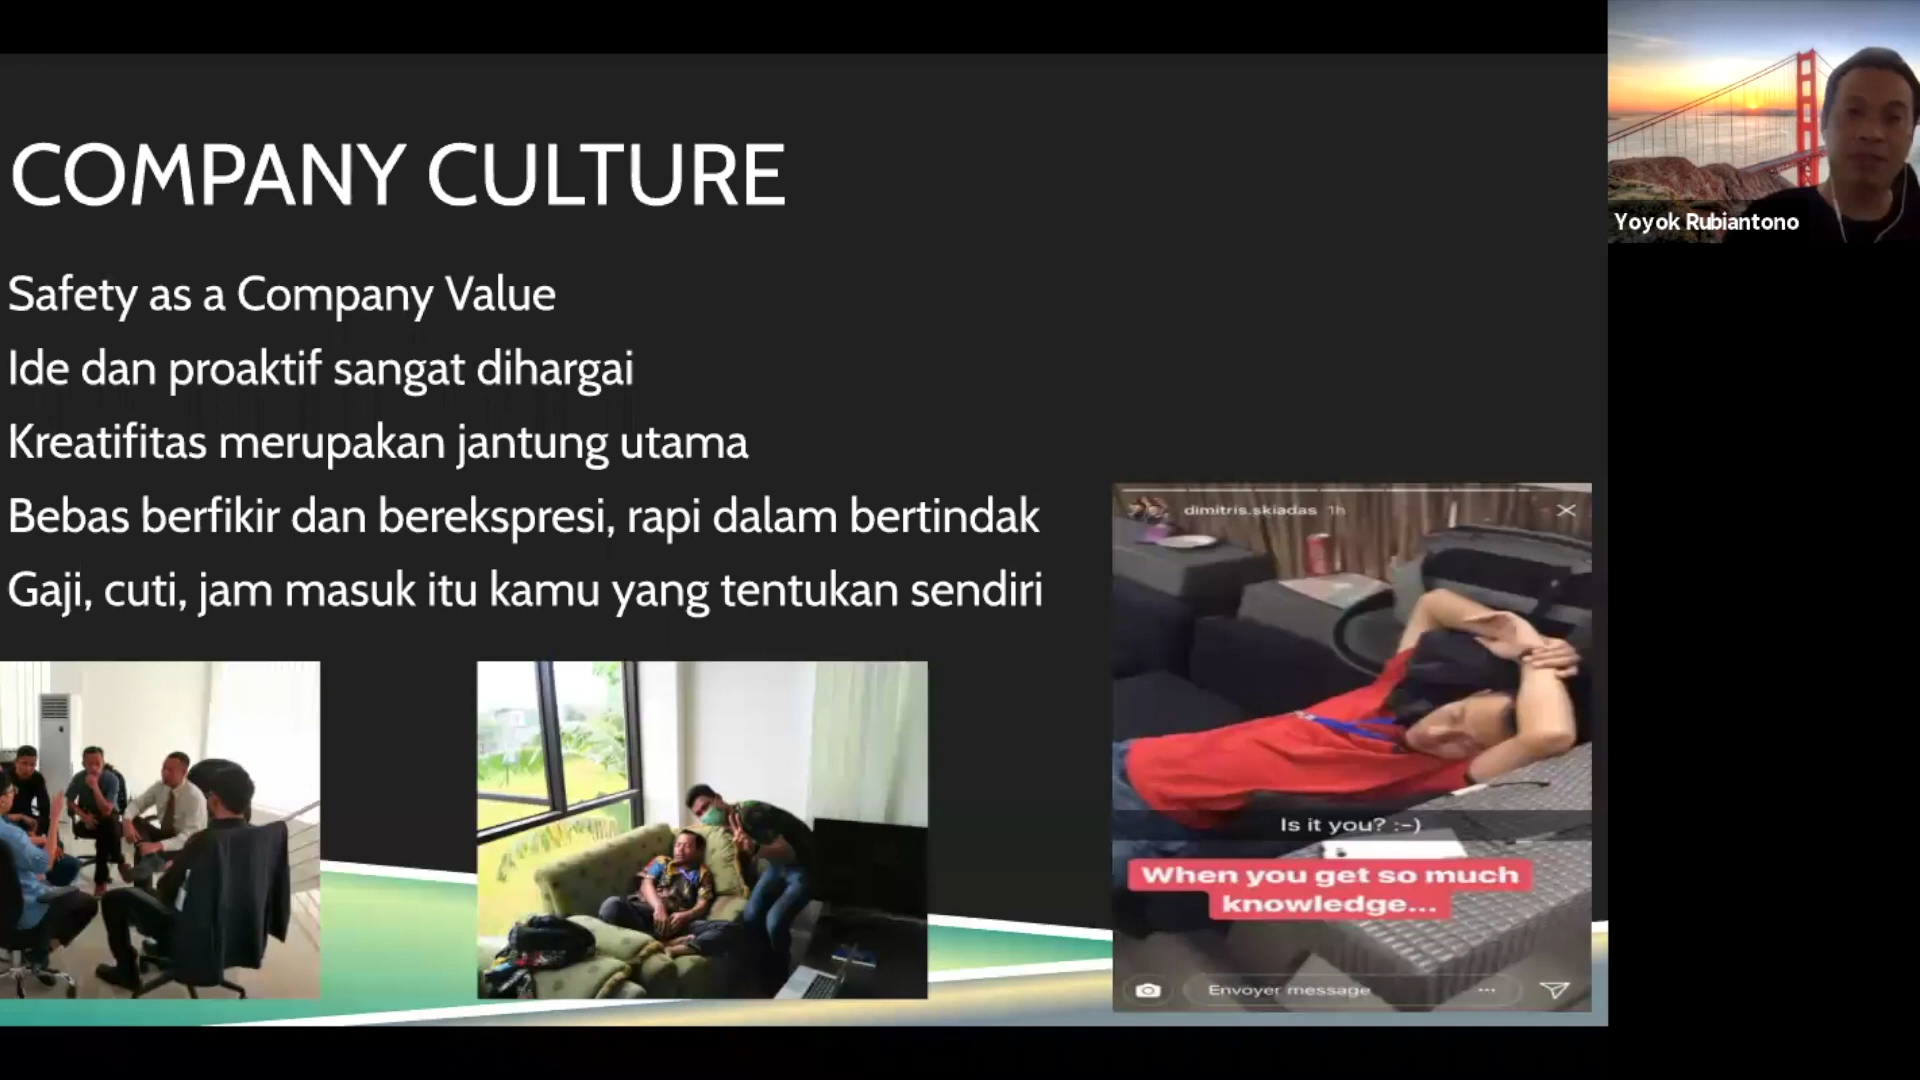 COMPANY CULTURE
Safety as a Company Value
Ide dan proaktif sangat dihargai
Kreatifitas merupakan jantung utama
Bebas berfikir dan berekspresi, rapi dalam bertindak
Gaji, cuti, jam masuk itu kamu yang tentukan sendiri
dimitris.skiadas 1h
Is it you? :-)
When you get so much
knowledge...
Envoyer message
Yoyok Rubiantono